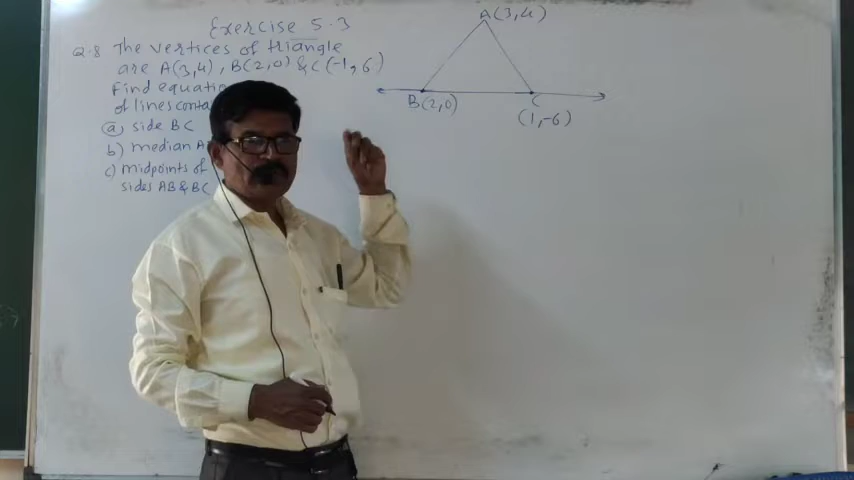 Exercise 5.3
Q.8 The vertices of triangle
are A(3,4), B(2,0) & C(-1,6)
Find equatio
of lines conta
a) side BC
b) median A
c) midpoints of
sides AB & BC
A(3,4)
B(2,0)
C
(1,-6)